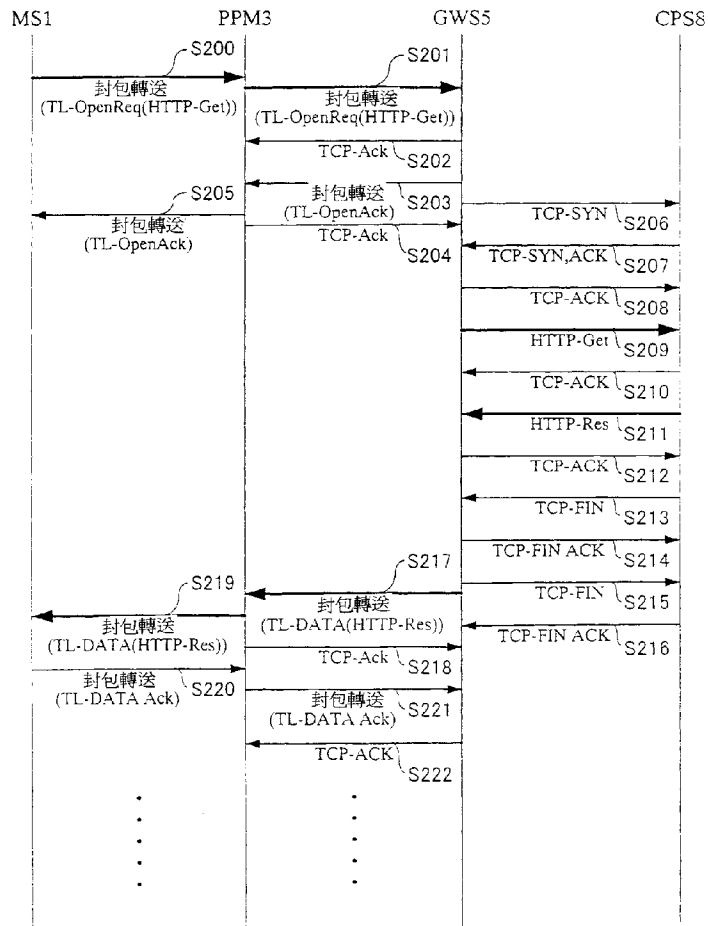 MS1 PPM3 GWS5 CPS8
S200
封包轉送
(TL-OpenReq(HTTP-Get))
S201
封包轉送
(TL-OpenReq(HTTP-Get))
TCP-Ack
S202
封包轉送
(TL-OpenAck)
S203
S205
封包轉送
(TL-OpenAck)
TCP-Ack
S204
TCP-SYN
S206
TCP-SYN,ACK
S207
TCP-ACK
S208
HTTP-Get
S209
TCP-ACK
S210
HTTP-Res
S211
TCP-ACK
S212
TCP-FIN
S213
TCP-FIN ACK
S214
TCP-FIN
S215
TCP-FIN ACK
S216
S217
封包轉送
(TL-DATA(HTTP-Res))
S219
封包轉送
(TL-DATA(HTTP-Res))
TCP-Ack
S218
封包轉送
(TL-DATA Ack)
S220
封包轉送
(TL-DATA Ack)
S221
TCP-ACK
S222